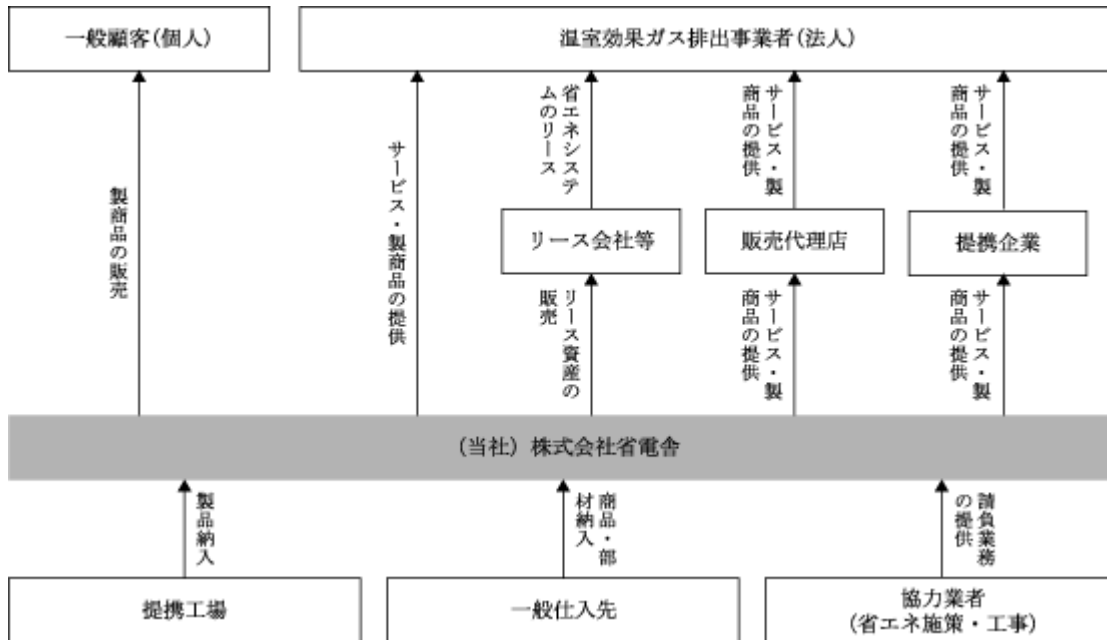 一般顧客(個人)
温室効果ガス排出事業者(法人)
製商品の販売
サービス・製商品の提供
省エネシステ
ムのリース
サービス・製
商品の提供
サービス・製
商品の提供
リース会社等
販売代理店
提携企業
リース資産の
販売
サービス・製
商品の提供
サービス・製
商品の提供
(当社) 株式会社省電舎
製品納入
商品・部
材納入
請負業務
の提供
提携工場
一般仕入先
協力業者
(省エネ施策・工事)